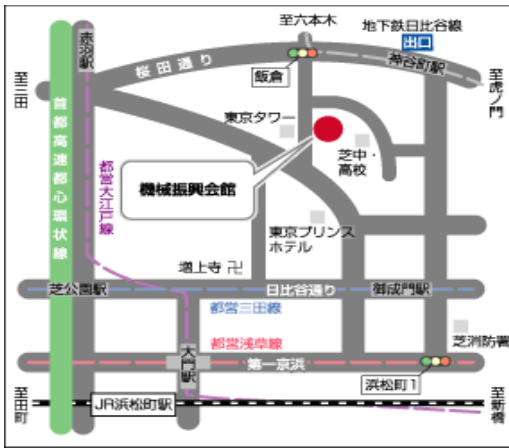 至六本木
地下鉄日比谷線
出口
赤羽駅
桜田通り
飯倉
神谷町駅
至三田
至虎ノ門
首都高速都心環状線
東京タワー
芝中・
高校
都営大江戸線
機械振興会館
東京プリンス
ホテル
増上寺
芝公園駅
日比谷通り
御成門駅
都営三田線
都営浅草線
芝消防署
大門駅
第一京浜
浜松町1
至田町
JR浜松町駅
至新橋